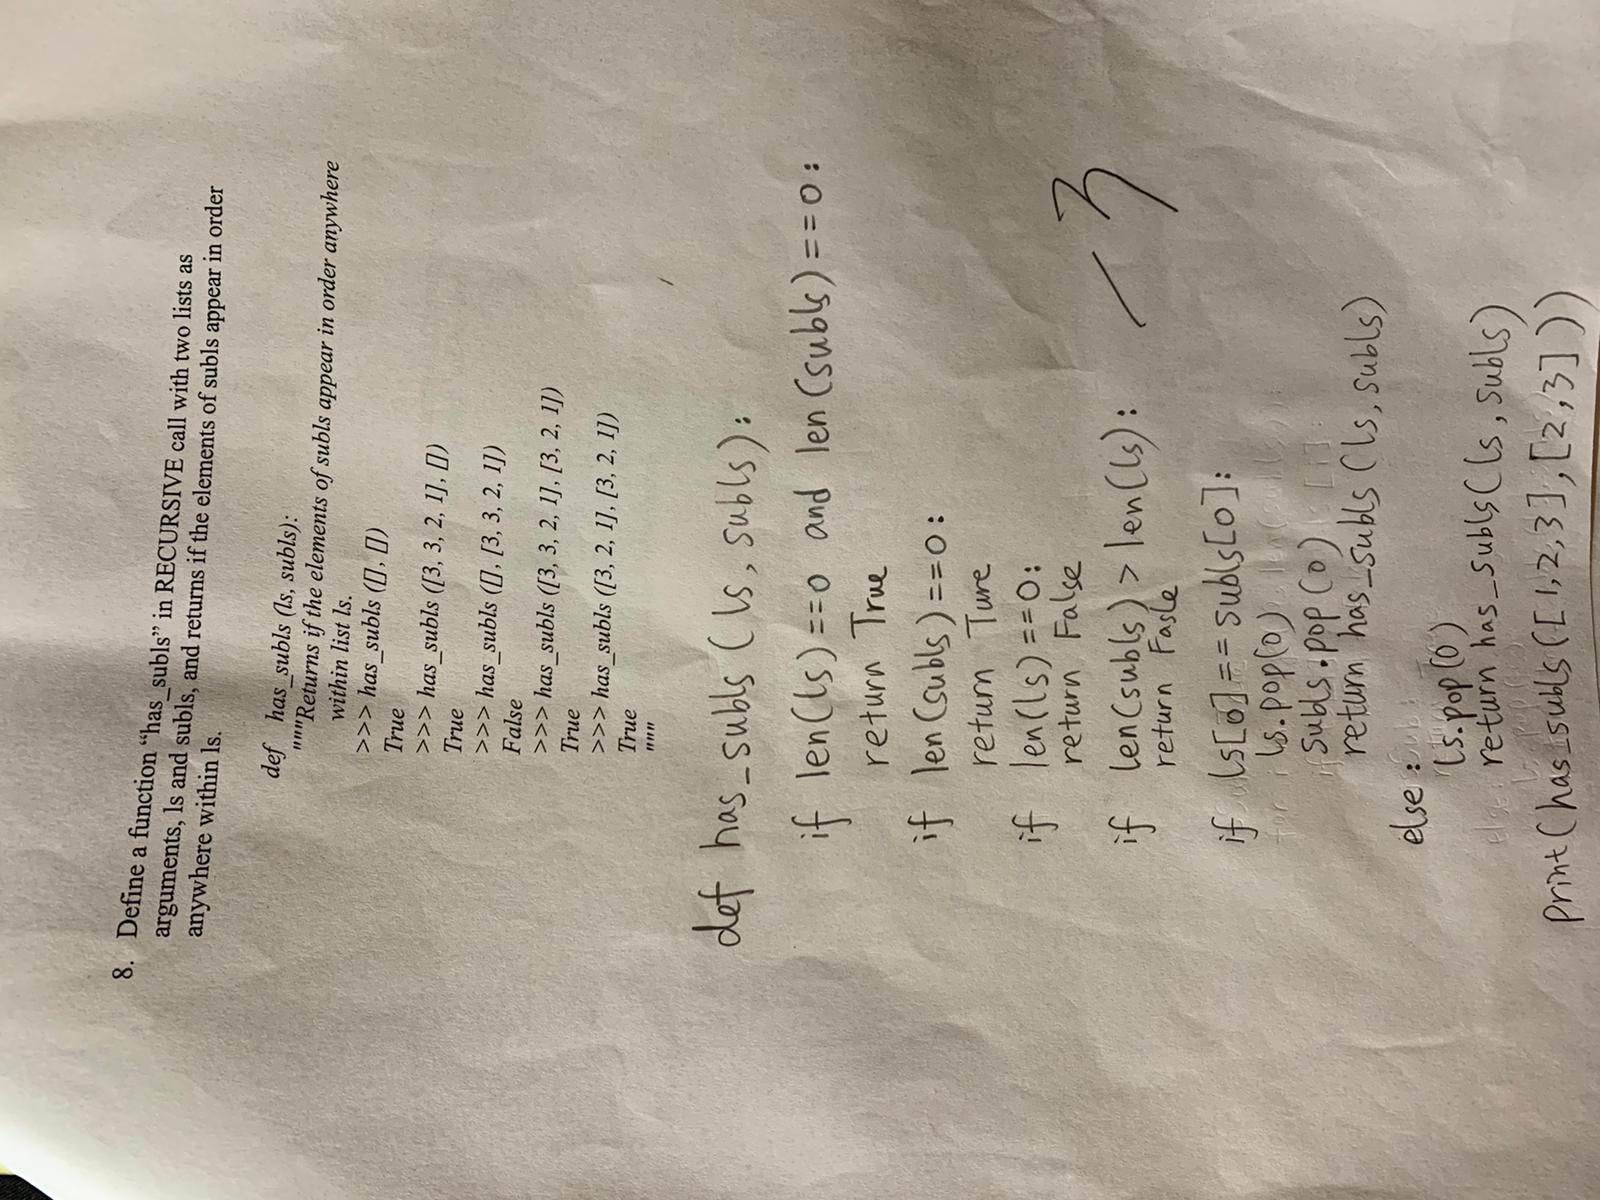 8. Define a function “has_subls” in RECURSIVE call with two lists as
arguments, ls and subls, and returns if the elements of subls appear in order
anywhere within ls.
def has_subls (ls, subls):
"""Returns if the elements of subls appear in order anywhere
within list ls.
>>> has_subls ([], [])
True
>>> has_subls ([3, 3, 2, 1], [])
True
>>> has_subls ([], [3, 3, 2, 1])
False
>>> has_subls ([3, 3, 2, 1], [3, 2, 1])
True
>>> has_subls ([3, 2, 1], [3, 2, 1])
True
"""
def has_subls (ls, subls):
if len(ls)==0 and len(subls)==0:
return True
if len(subls)==0:
return Ture
if len(ls)==0:
return False
if len(subls) > len(ls):
return Fasle
if ls[0]==subls[0]:
ls.pop(0)
subls.pop(0)
return has_subls (ls, subls)
else:
ls.pop(0)
return has_subls(ls, subls)
print(has_subls([1,2,3],[2,3]))
-3